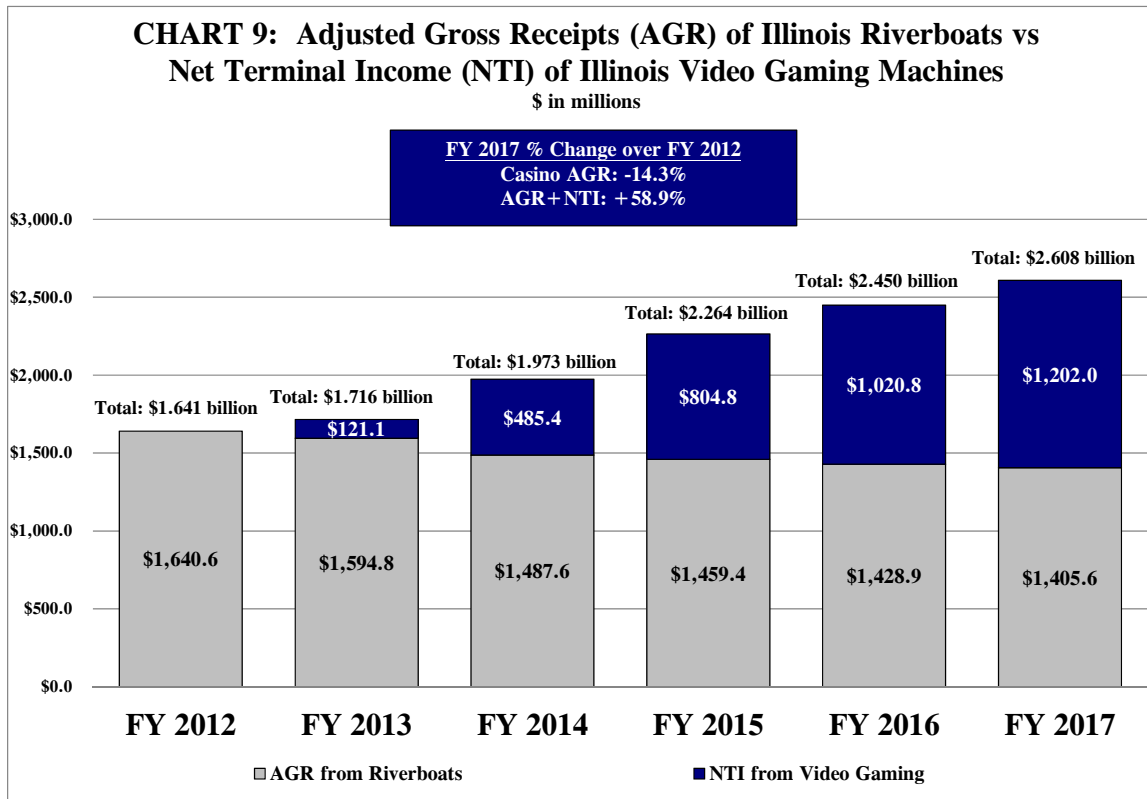 CHART 9: Adjusted Gross Receipts (AGR) of Illinois Riverboats vs
Net Terminal Income (NTI) of Illinois Video Gaming Machines
$ in millions
FY 2017 % Change over FY 2012
Casino AGR: -14.3%
AGR+NTI: +58.9%
$3,000.0
$2,500.0
$2,000.0
$1,500.0
$1,000.0
$500.0
$0.0
Total: $1.641 billion
Total: $1.716 billion
Total: $1.973 billion
Total: $2.264 billion
Total: $2.450 billion
Total: $2.608 billion
$121.1
$485.4
$804.8
$1,020.8
$1,202.0
$1,640.6
$1,594.8
$1,487.6
$1,459.4
$1,428.9
$1,405.6
FY 2012
FY 2013
FY 2014
FY 2015
FY 2016
FY 2017
AGR from Riverboats
NTI from Video Gaming